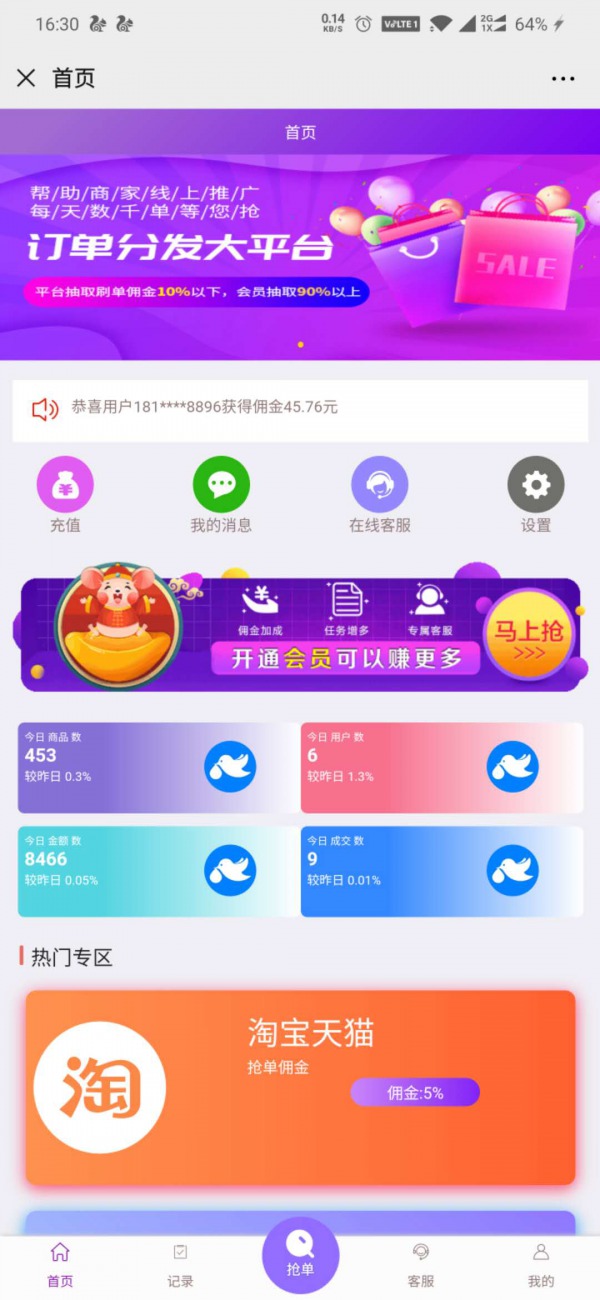 16:30
0.14
KB/S
VoLTE 1
2G
1X
64%
首页
首页
帮/助/商/家/线/上/推/广
每/天/数/千/单/等/您/抢
订单分发大平台
平台抽取刷单佣金10%以下，会员抽取90%以上
SALE
恭喜用户181****8896获得佣金45.76元
充值
我的消息
在线客服
设置
佣金加成
任务增多
专属客服
开通会员可以赚更多
马上抢
>>>
今日 商品 数
453
较昨日 0.3%
今日 用户 数
6
较昨日 1.3%
今日 金额 数
8466
较昨日 0.05%
今日 成交 数
9
较昨日 0.01%
热门专区
淘
淘宝天猫
抢单佣金
佣金:5%
首页
记录
抢单
客服
我的